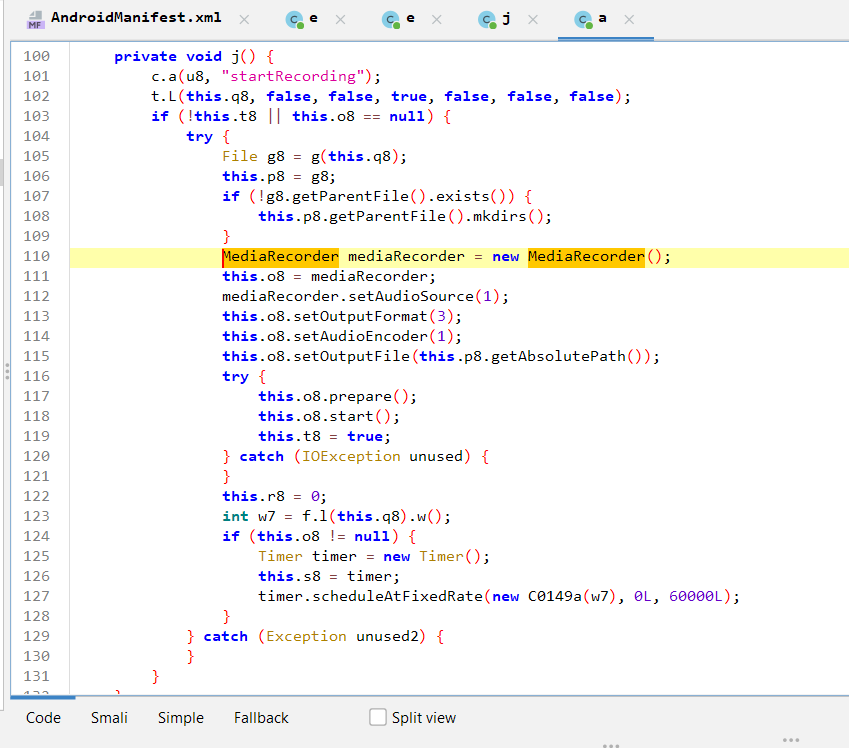 MF AndroidManifest.xml × C e × C e × C j × C a ×
100 private void j() {
101 c.a(u8, "startRecording");
102 t.L(this.q8, false, false, true, false, false, false);
103 if (!this.t8 || this.o8 == null) {
104 try {
105 File g8 = g(this.q8);
106 this.p8 = g8;
107 if (!g8.getParentFile().exists()) {
108 this.p8.getParentFile().mkdirs();
109 }
110 MediaRecorder mediaRecorder = new MediaRecorder();
111 this.o8 = mediaRecorder;
112 mediaRecorder.setAudioSource(1);
113 this.o8.setOutputFormat(3);
114 this.o8.setAudioEncoder(1);
115 this.o8.setOutputFile(this.p8.getAbsolutePath());
116 try {
117 this.o8.prepare();
118 this.o8.start();
119 this.t8 = true;
120 } catch (IOException unused) {
121 }
122 this.r8 = 0;
123 int w7 = f.l(this.q8).w();
124 if (this.o8 != null) {
125 Timer timer = new Timer();
126 this.s8 = timer;
127 timer.scheduleAtFixedRate(new C0149a(w7), 0L, 60000L);
128 }
129 } catch (Exception unused2) {
130 }
131 }
Code Smali Simple Fallback Split view